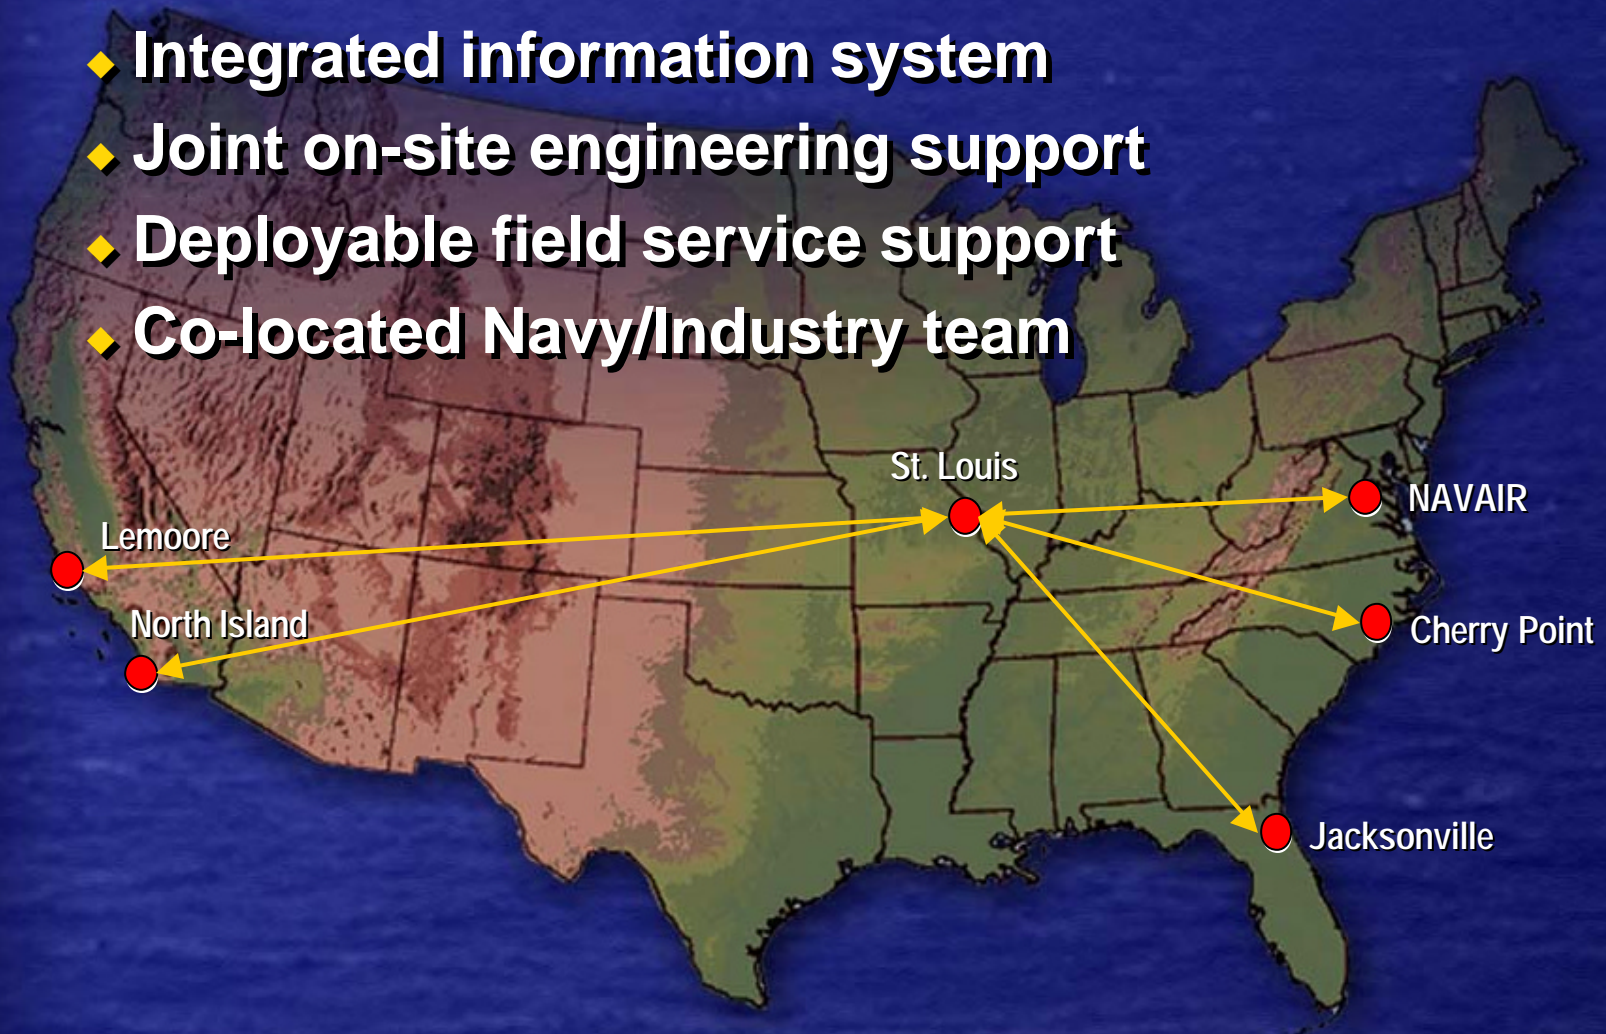 Integrated information system
Joint on-site engineering support
Deployable field service support
Co-located Navy/Industry team
St. Louis
NAVAIR
Lemoore
North Island
Cherry Point
Jacksonville